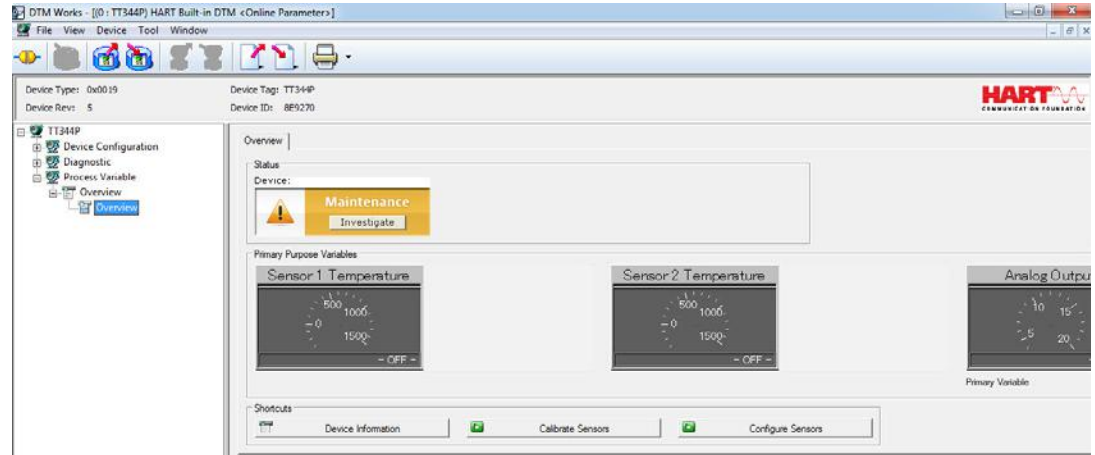 DTM Works - [(0 : TT344P) HART Built-in DTM <Online Parameter>]
File View Device Tool Window
Device Type: 0x0019
Device Tag: TT344P
Device Rev: 5
Device ID: 8E9270
HART
COMMUNICATION FOUNDATION
TT344P
Device Configuration
Diagnostic
Process Variable
Overview
Overview
Overview
Status
Device:
Maintenance
Investigate
Primary Purpose Variables
Sensor 1 Temperature
500
1000
0
1500
- OFF -
Sensor 2 Temperature
500
1000
0
1500
- OFF -
Analog Outpu
10
15
5
20
Primary Variable
Shortcuts
Device Information
Calibrate Sensors
Configure Sensors